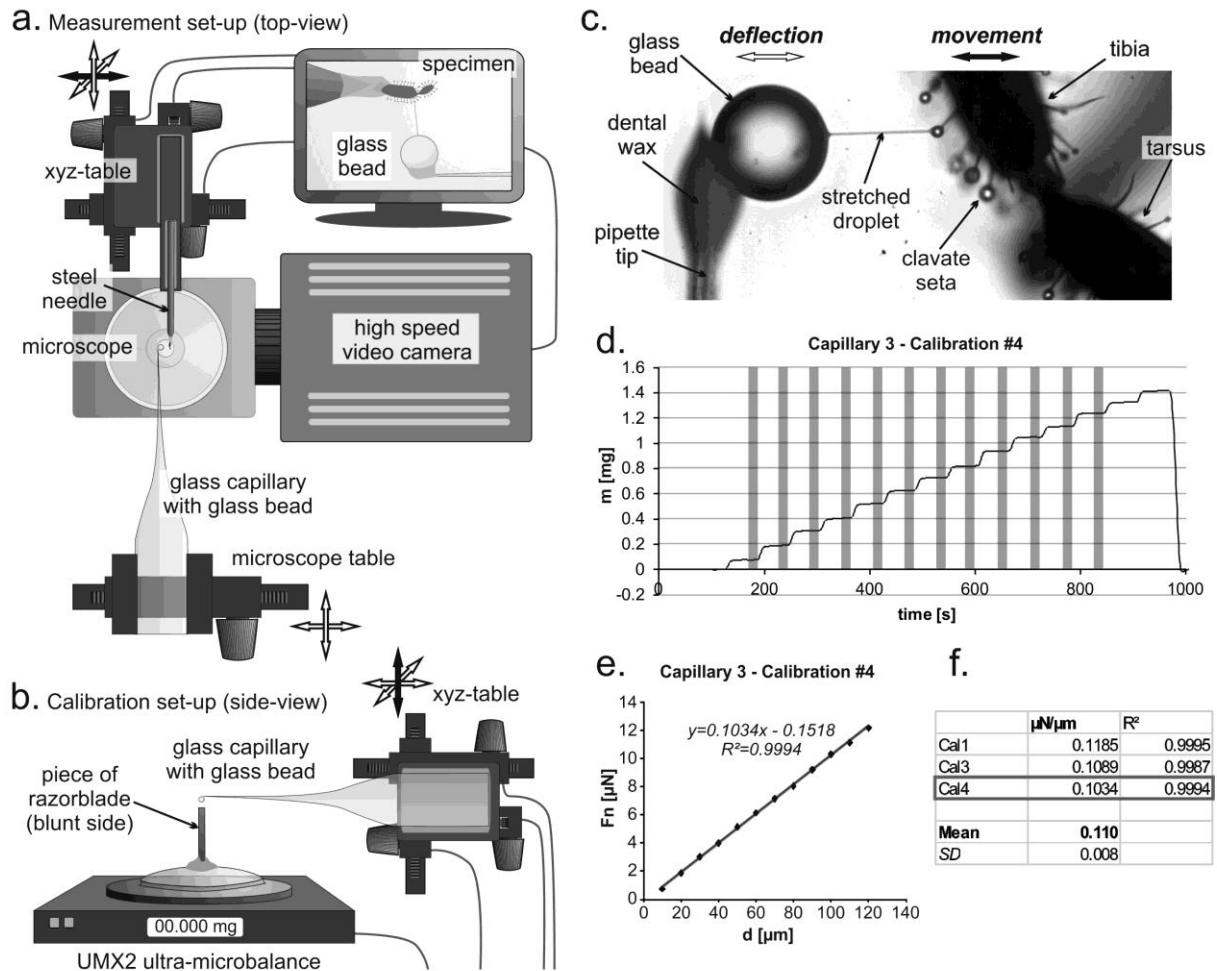 a. Measurement set-up (top-view)
specimen
glass
bead
xyz-table
steel
needle
microscope
high speed
video camera
glass capillary
with glass bead
microscope table
b. Calibration set-up (side-view)
xyz-table
glass capillary
with glass bead
piece of
razorblade
(blunt side)
00.000 mg
UMX2 ultra-microbalance
c.
deflection
movement
glass
bead
tibia
dental
wax
tarsus
stretched
droplet
pipette
tip
clavate
seta
d.
Capillary 3 - Calibration #4
m [mg]
1.6
1.4
1.2
1
0.8
0.6
0.4
0.2
0
-0.2
0 200 400 600 800 1000
time [s]
e.
Capillary 3 - Calibration #4
y=0.1034x - 0.1518
R²=0.9994
Fn [µN]
14
12
10
8
6
4
2
0
0 20 40 60 80 100 120 140
d [µm]
f.
µN/µm R²
Cal1 0.1185 0.9995
Cal3 0.1089 0.9987
Cal4 0.1034 0.9994
Mean 0.110
SD 0.008